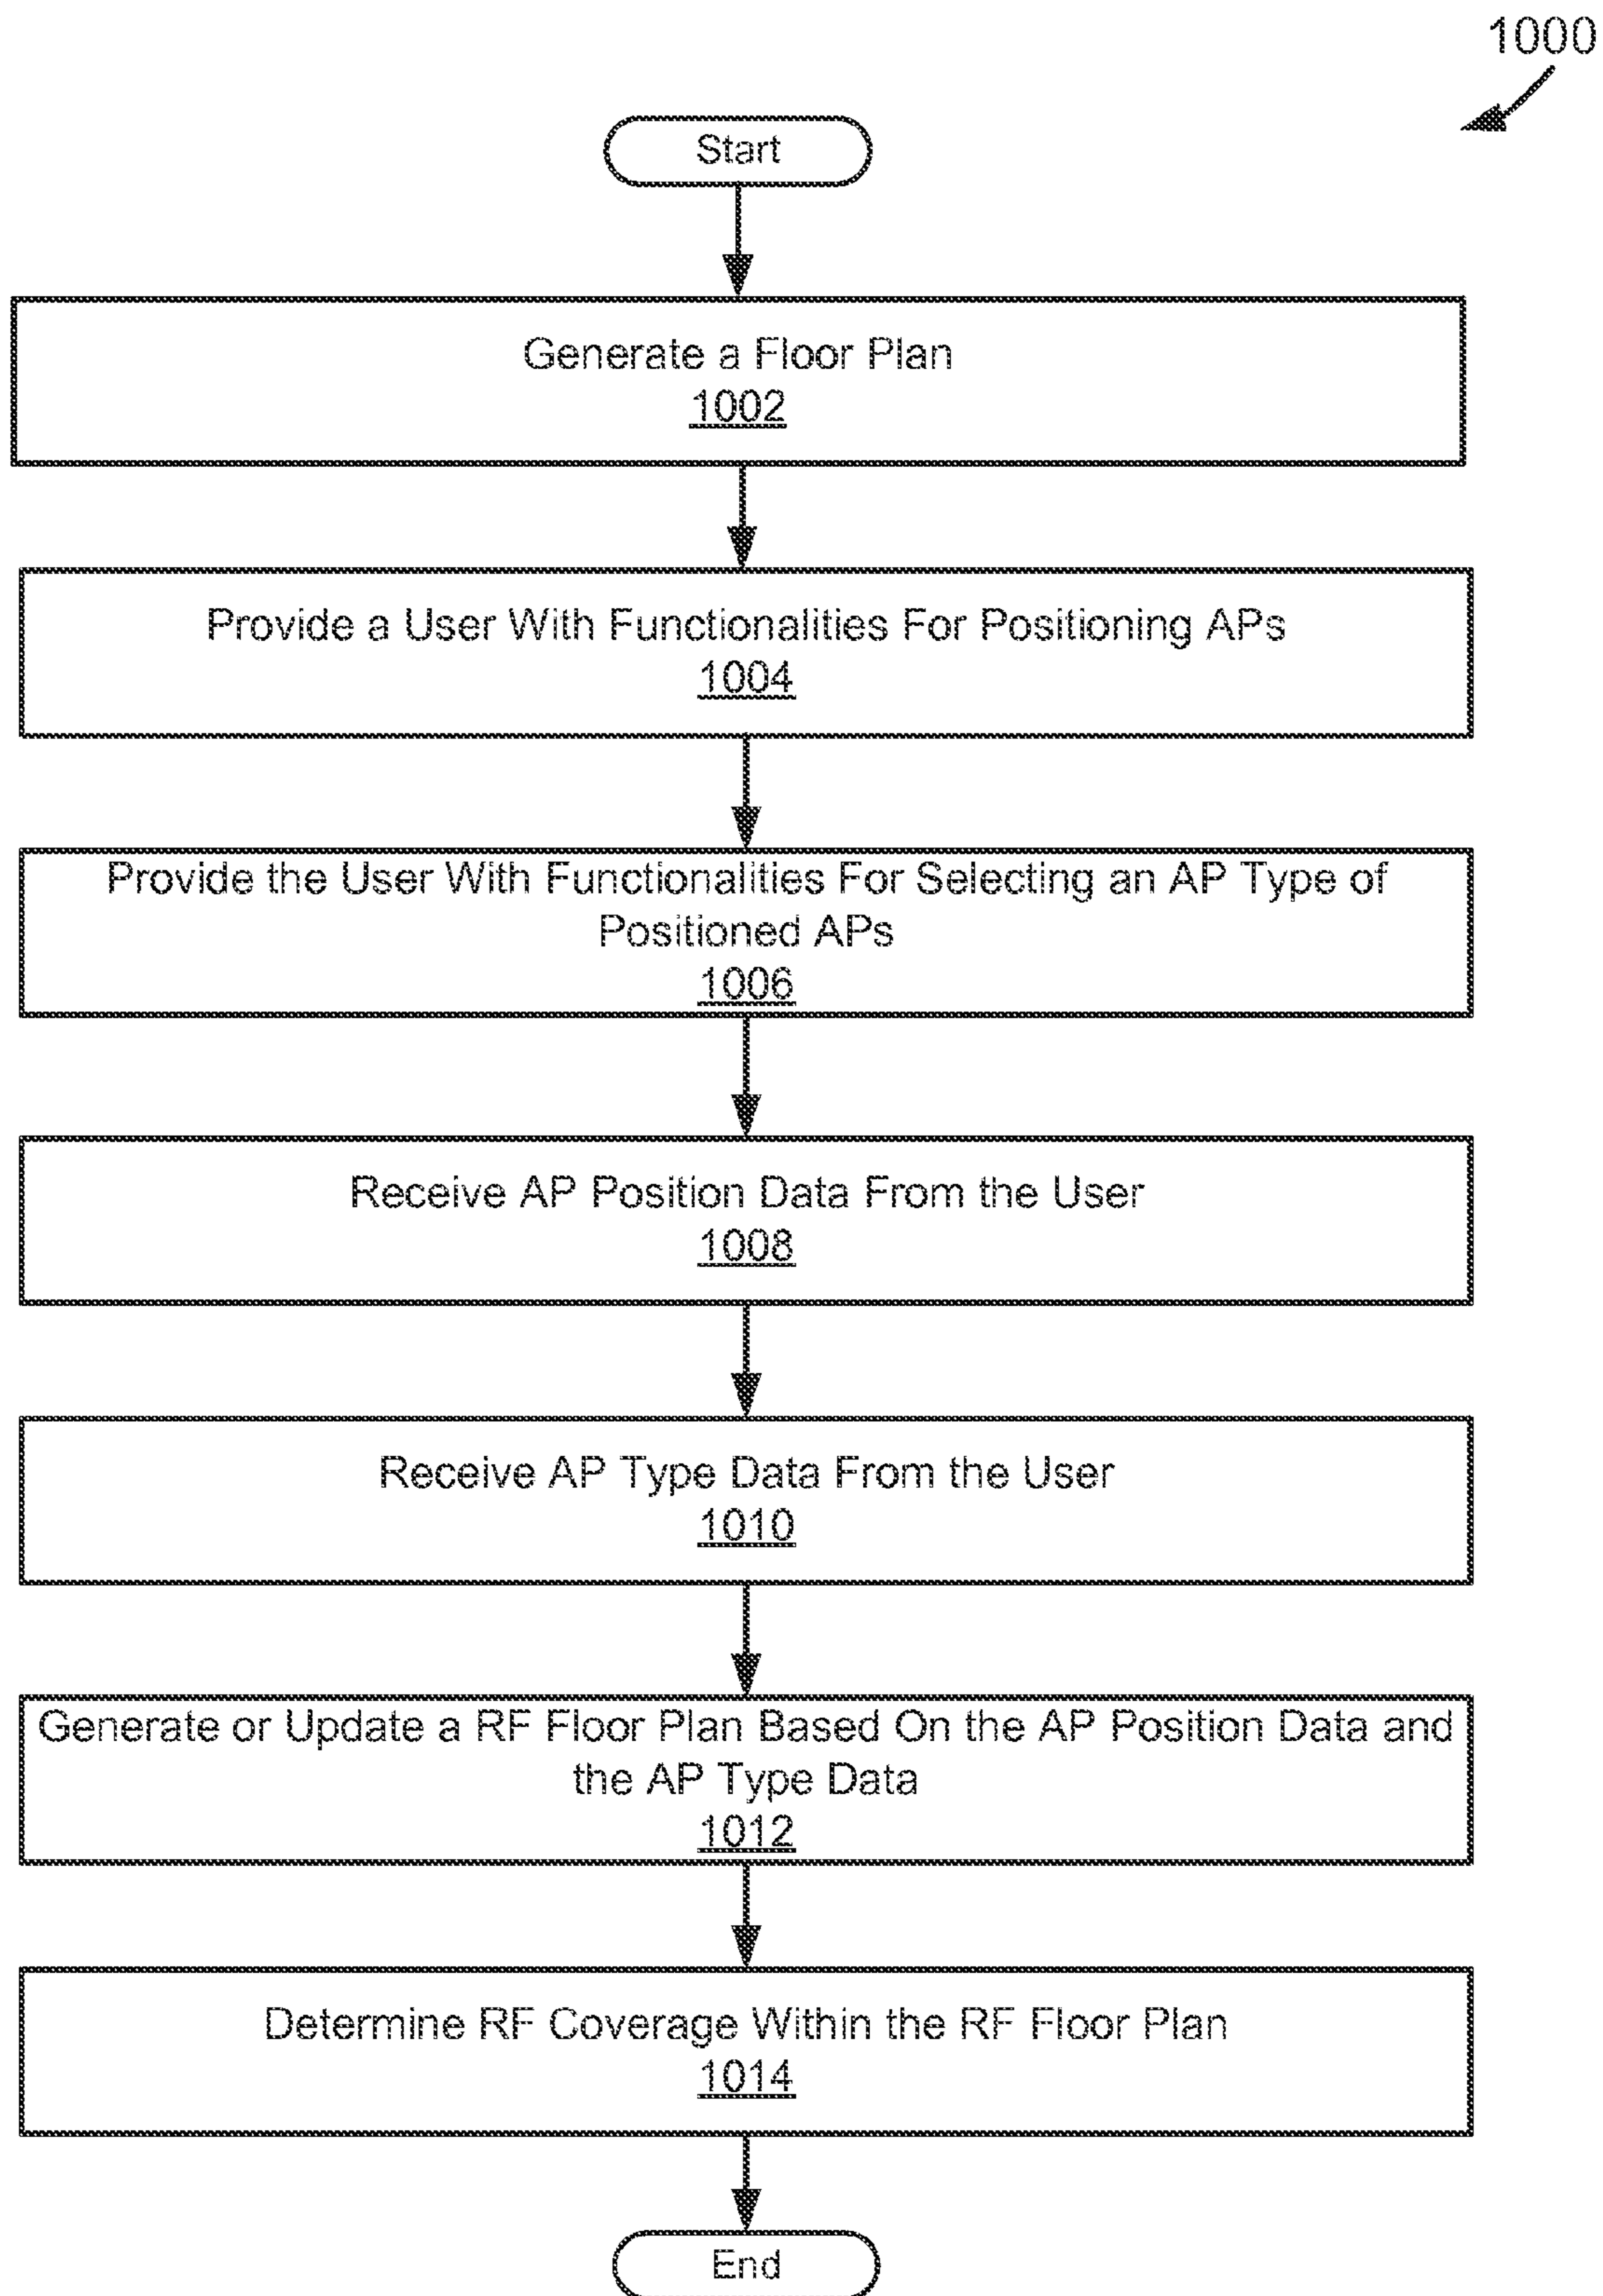 1000
Start
Generate a Floor Plan
1002
Provide a User With Functionalities For Positioning APs
1004
Provide the User With Functionalities For Selecting an AP Type of
Positioned APs
1006
Receive AP Position Data From the User
1008
Receive AP Type Data From the User
1010
Generate or Update a RF Floor Plan Based On the AP Position Data and
the AP Type Data
1012
Determine RF Coverage Within the RF Floor Plan
1014
End